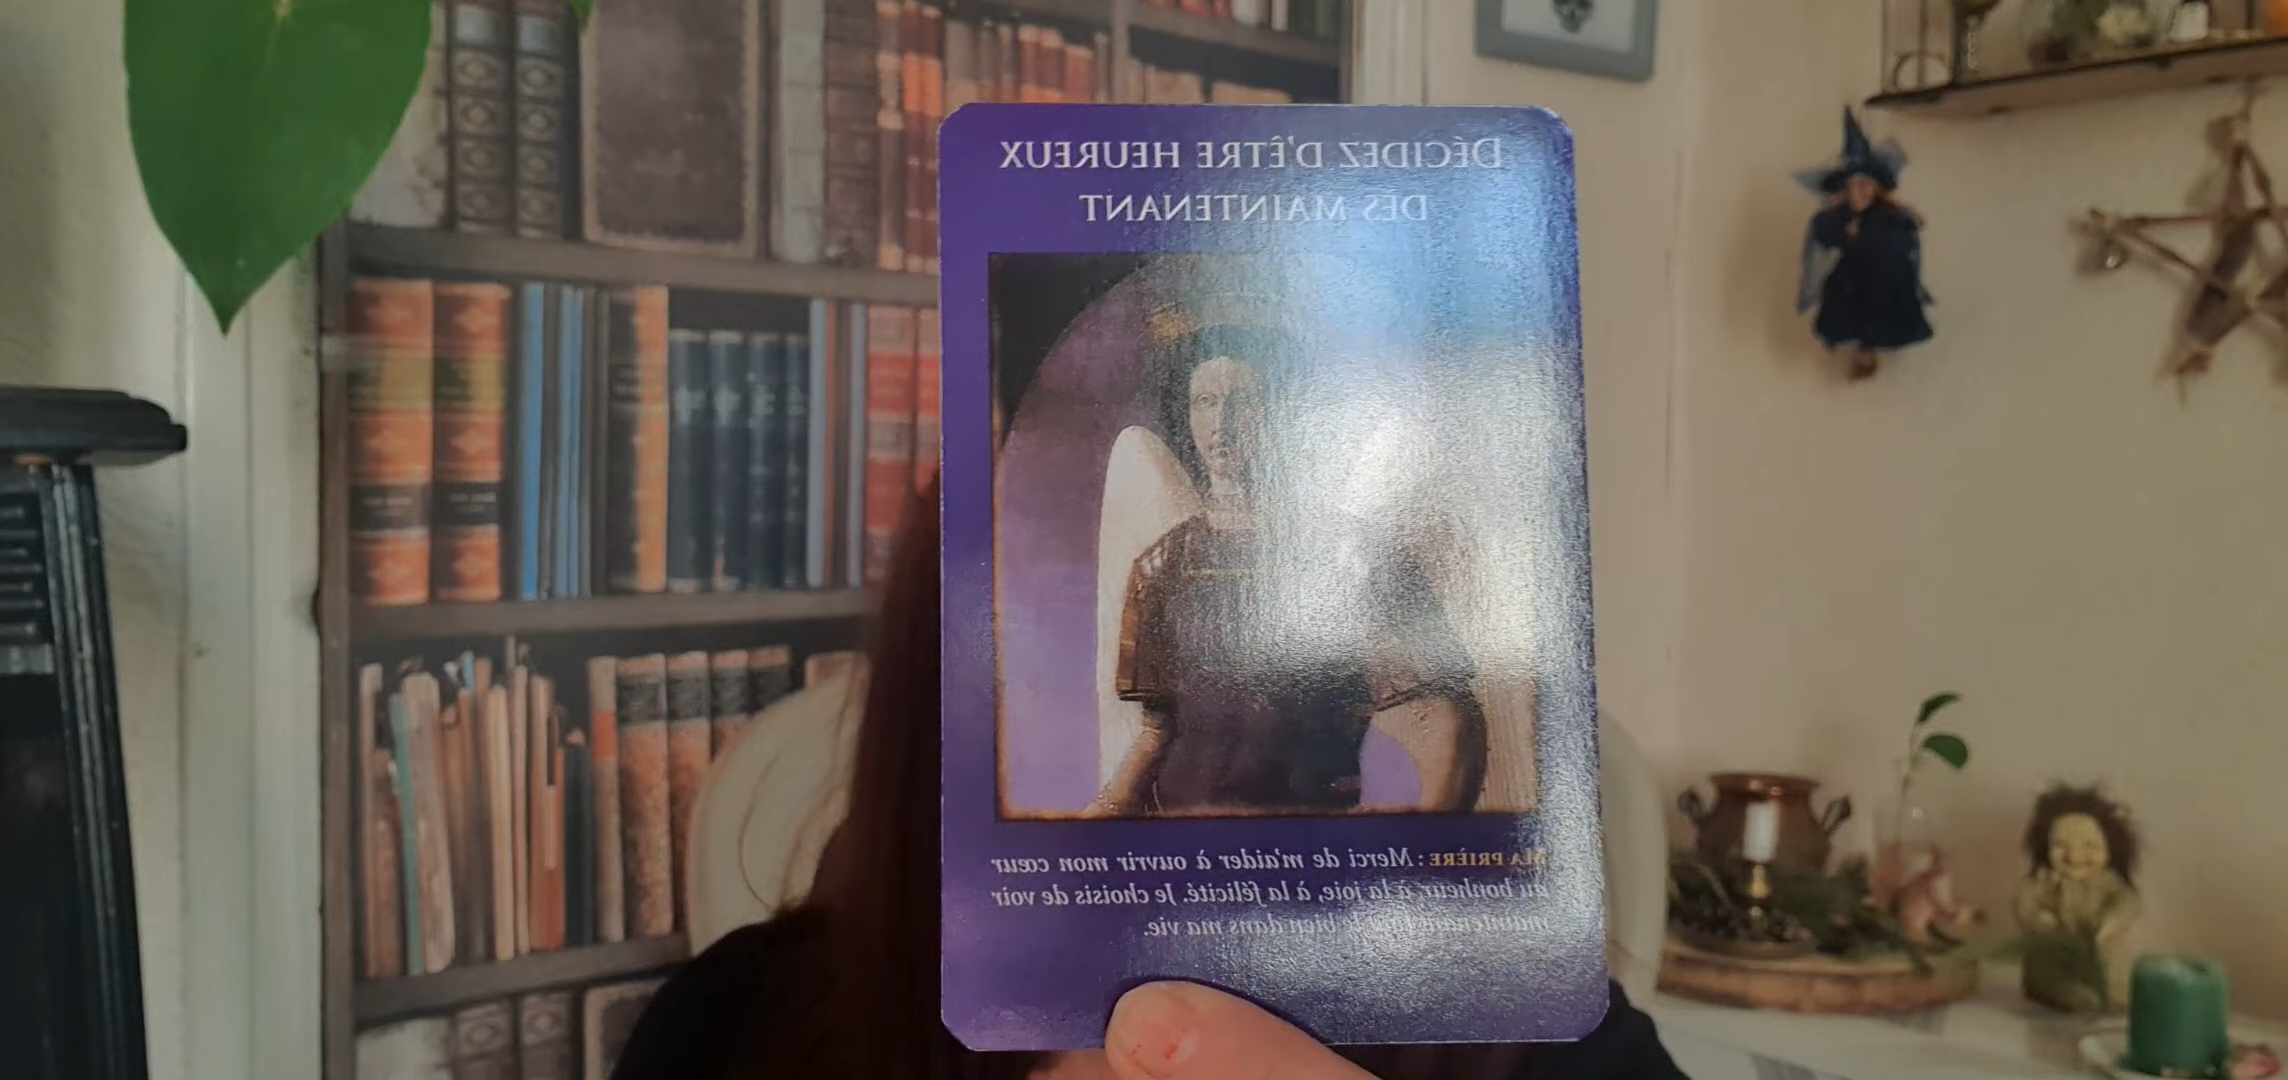 DÉCIDEZ D'ÊTRE HEUREUX
DES MAINTENANT
MA PRIÈRE : Merci de m'aider à ouvrir mon cœur
au bonheur, à la joie, à la félicité. Je choisis de voir
maintenant tout le bien dans ma vie.